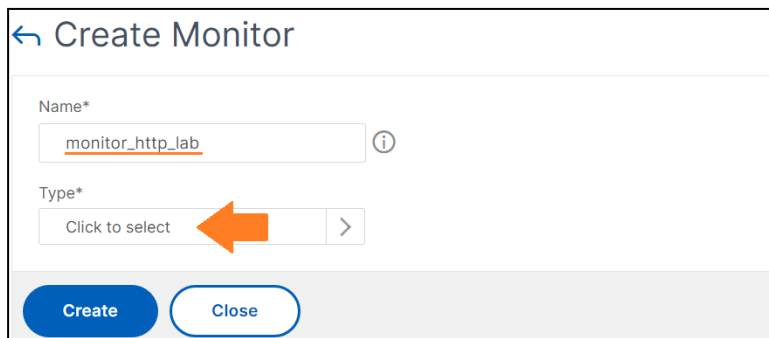 Create Monitor
Name*
monitor_http_lab
Type*
Click to select
Create Close